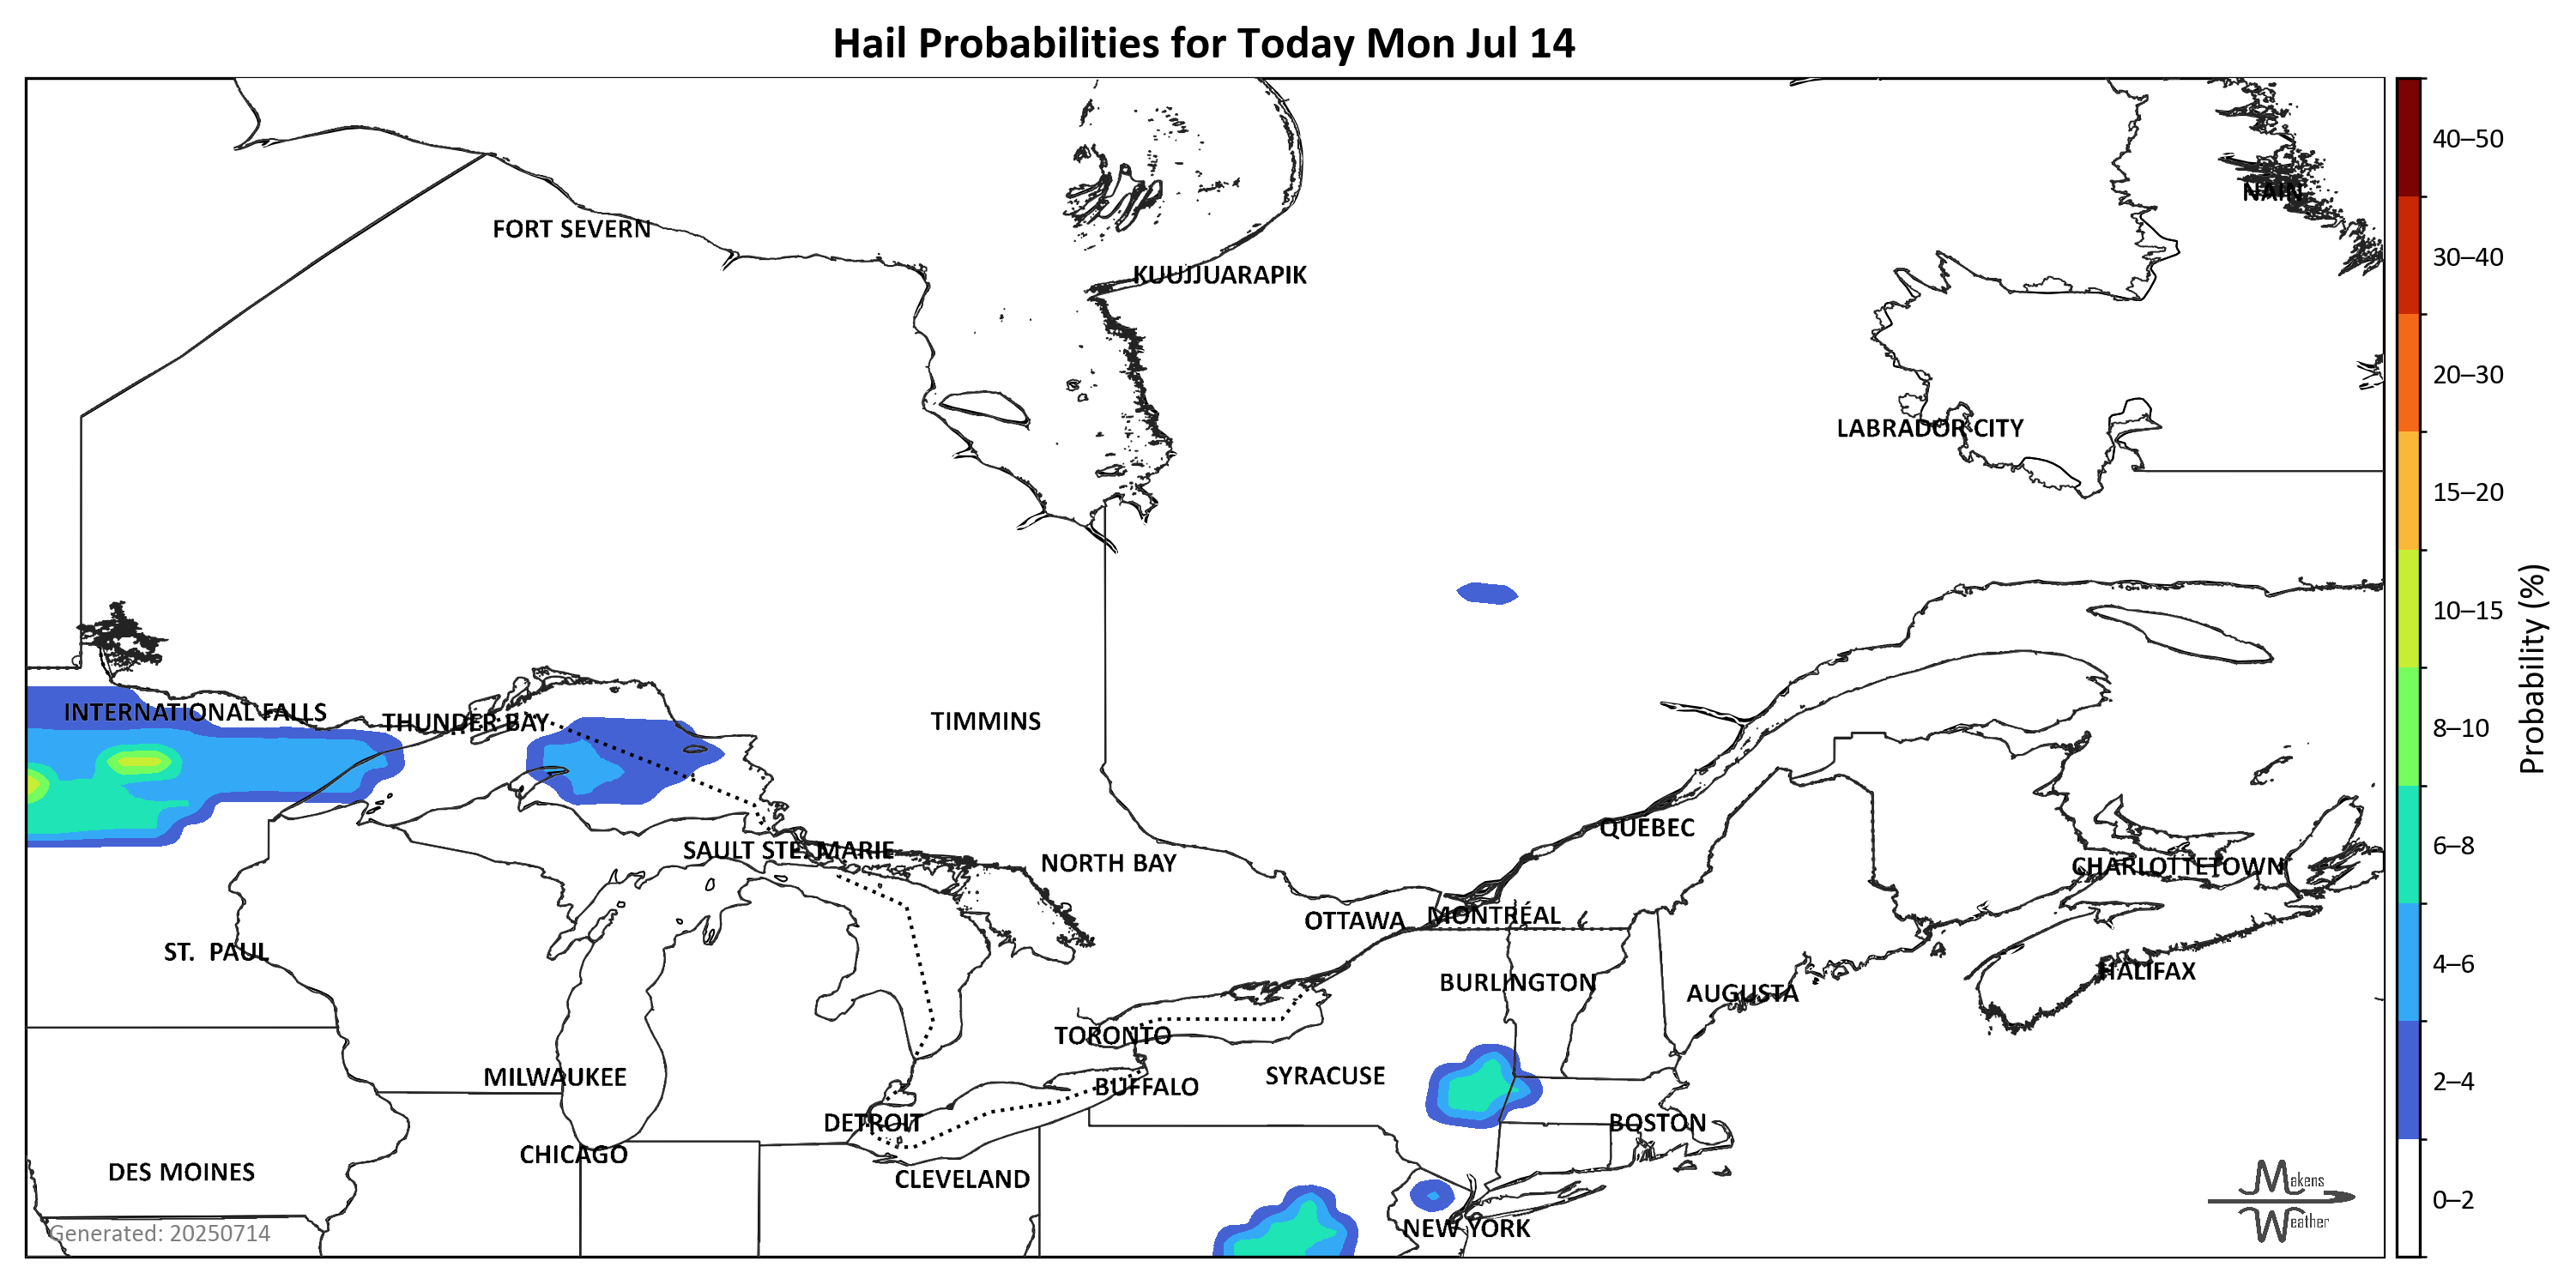 Hail Probabilities for Today Mon Jul 14
40–50
NAIN
FORT SEVERN
30–40
KUUJJUARAPIK
20–30
LABRADOR CITY
15–20
10–15
INTERNATIONAL FALLS
THUNDER BAY
TIMMINS
8–10
Probability (%)
QUÉBEC
SAULT STE. MARIE
NORTH BAY
CHARLOTTETOWN
6–8
OTTAWA
MONTRÉAL
ST. PAUL
BURLINGTON
AUGUSTA
HALIFAX
4–6
TORONTO
MILWAUKEE
BUFFALO
SYRACUSE
2–4
DETROIT
BOSTON
CHICAGO
DES MOINES
CLEVELAND
Makens
Weather
0–2
NEW YORK
Generated: 20250714